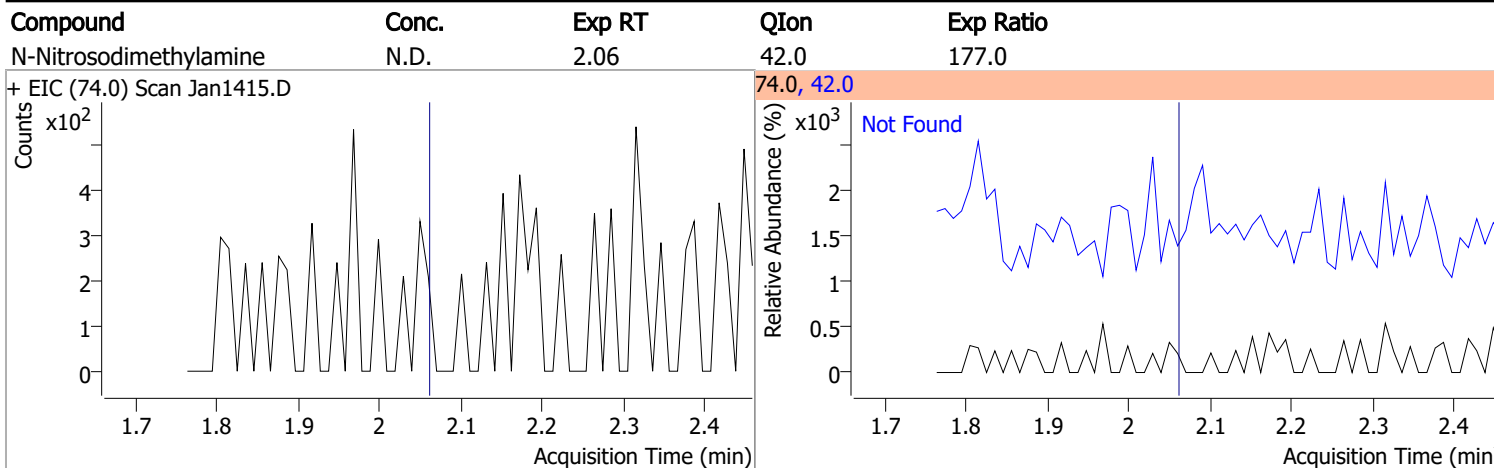 Compound Conc. Exp RT QIon Exp Ratio
N-Nitrosodimethylamine N.D. 2.06 42.0 177.0
+ EIC (74.0) Scan Jan1415.D
Counts
x10²
4
3
2
1
0
1.7 1.8 1.9 2 2.1 2.2 2.3 2.4
Acquisition Time (min)
74.0, 42.0
Relative Abundance (%)
x10³
Not Found
2
1.5
1
0.5
0
1.7 1.8 1.9 2 2.1 2.2 2.3 2.4
Acquisition Time (min